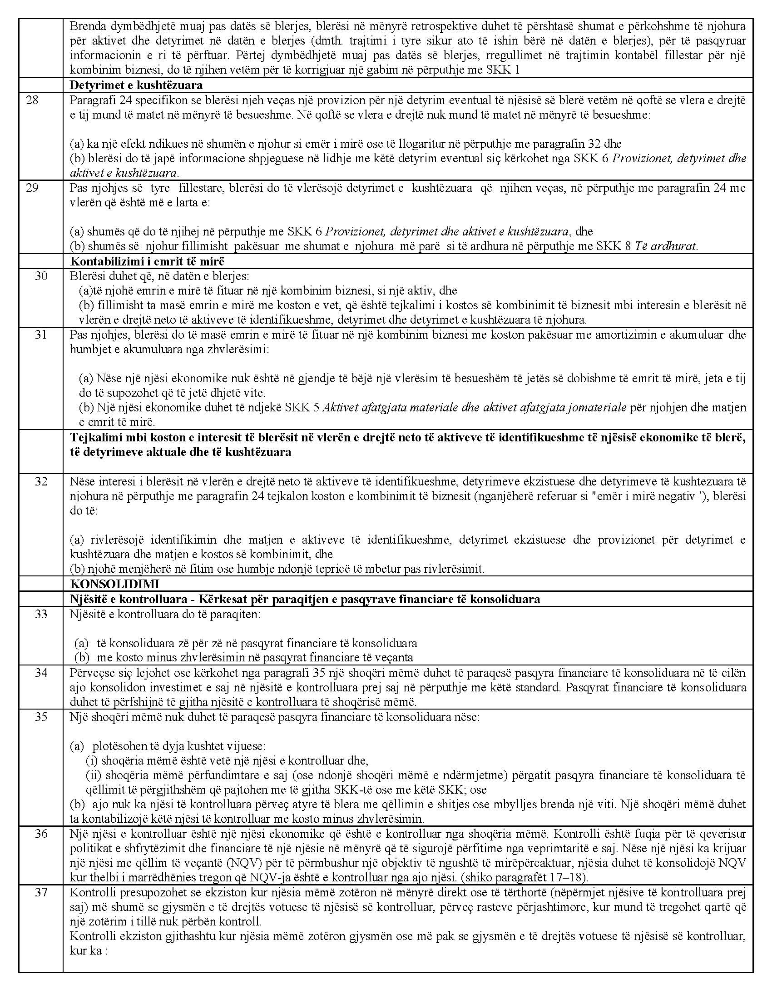 Brenda dymbëdhjetë muaj pas datës së blerjes, blerësi në mënyrë retrospektive duhet të përshtasë shumat e përkohshme të njohura
për aktivet dhe detyrimet në datën e blerjes (dmth. trajtimi i tyre sikur ato të ishin bërë në datën e blerjes), për të pasqyruar
informacionin e ri të përftuar. Përtej dymbëdhjetë muaj pas datës së blerjes, rregullimet në trajtimin kontabël fillestar për një
kombinim biznesi, do të njihen vetëm për të korrigjuar një gabim në përputhje me SKK 1
Detyrimet e kushtëzuara
28 Paragrafi 24 specifikon se blerësi njeh veças një provizion për një detyrim eventual të njësisë së blerë vetëm në qoftë se vlera e drejtë
e tij mund të matet në mënyrë të besueshme. Në qoftë se vlera e drejtë nuk mund të matet në mënyrë të besueshme:
(a) ka një efekt ndikues në shumën e njohur si emër i mirë ose të llogaritur në përputhje me paragrafin 32 dhe
(b) blerësi do të japë informacione shpjeguese në lidhje me këtë detyrim eventual siç kërkohet nga SKK 6 Provizionet, detyrimet dhe
aktivet e kushtëzuara.
29 Pas njohjes së tyre fillestare, blerësi do të vlerësojë detyrimet e kushtëzuara që njihen veças, në përputhje me paragrafin 24 me
vlerën që është më e larta e:
(a) shumës që do të njihej në përputhje me SKK 6 Provizionet, detyrimet dhe aktivet e kushtëzuara, dhe
(b) shumës së njohur fillimisht pakësuar me shumat e njohura më parë si të ardhura në përputhje me SKK 8 Të ardhurat.
Kontabilizimi i emrit të mirë
30 Blerësi duhet që, në datën e blerjes:
(a)të njohë emrin e mirë të fituar në një kombinim biznesi, si një aktiv, dhe
(b) fillimisht ta masë emrin e mirë me koston e vet, që është tejkalimi i kostos së kombinimit të biznesit mbi interesin e blerësit në
vlerën e drejtë neto të aktiveve të identifikueshme, detyrimet dhe detyrimet e kushtëzuara të njohura.
31 Pas njohjes, blerësi do të masë emrin e mirë të fituar në një kombinim biznesi me koston pakësuar me amortizimin e akumuluar dhe
humbjet e akumuluara nga zhvlerësimi:
(a) Nëse një njësi ekonomike nuk është në gjendje të bëjë një vlerësim të besueshëm të jetës së dobishme të emrit të mirë, jeta e tij
do të supozohet që të jetë dhjetë vite.
(b) Një njësi ekonomike duhet të ndjekë SKK 5 Aktivet afatgjata materiale dhe aktivet afatgjata jomateriale për njohjen dhe matjen
e emrit të mirë.
Tejkalimi mbi koston e interesit të blerësit në vlerën e drejtë neto të aktiveve të identifikueshme të njësisë ekonomike të blerë,
të detyrimeve aktuale dhe të kushtëzuara
32 Nëse interesi i blerësit në vlerën e drejtë neto të aktiveve të identifikueshme, detyrimeve ekzistuese dhe detyrimeve të kushtezuara të
njohura në përputhje me paragrafin 24 tejkalon koston e kombinimit të biznesit (nganjëherë referuar si "emër i mirë negativ '), blerësi
do të:
(a) rivlerësojë identifikimin dhe matjen e aktiveve të identifikueshme, detyrimet ekzistuese dhe provizionet për detyrimet e
kushtëzuara dhe matjen e kostos së kombinimit, dhe
(b) njohë menjëherë në fitim ose humbje ndonjë tepricë të mbetur pas rivlerësimit.
KONSOLIDIMI
Njësitë e kontrolluara - Kërkesat për paraqitjen e pasqyrave financiare të konsoliduara
33 Njësitë e kontrolluara do të paraqiten:
(a) të konsoliduara zë për zë në pasqyrat financiare të konsoliduara
(b) me kosto minus zhvlerësimin në pasqyrat financiare të veçanta
34 Përveçse siç lejohet ose kërkohet nga paragrafi 35 një shoqëri mëmë duhet të paraqesë pasqyra financiare të konsoliduara në të cilën
ajo konsolidon investimet e saj në njësitë e kontrolluara prej saj në përputhje me këtë standard. Pasqyrat financiare të konsoliduara
duhet të përfshijnë të gjitha njësitë e kontrolluara të shoqërisë mëmë.
35 Një shoqëri mëmë nuk duhet të paraqesë pasqyra financiare të konsoliduara nëse:
(a) plotësohen të dyja kushtet vijuese:
(i) shoqëria mëmë është vetë një njësi e kontrolluar dhe,
(ii) shoqëria mëmë përfundimtare e saj (ose ndonjë shoqëri mëmë e ndërmjetme) përgatit pasqyra financiare të konsoliduara të
qëllimit të përgjithshëm që pajtohen me të gjitha SKK-të ose me këtë SKK; ose
(b) ajo nuk ka njësi të kontrolluara përveç atyre të blera me qëllimin e shitjes ose mbylljes brenda një viti. Një shoqëri mëmë duhet
ta kontabilizojë këtë njësi të kontrolluar me kosto minus zhvlerësimin.
36 Një njësi e kontrolluar është një njësi ekonomike që është e kontrolluar nga shoqëria mëmë. Kontrolli është fuqia për të qeverisur
politikat e shfrytëzimit dhe financiare të një njësie në mënyrë që të sigurojë përfitime nga veprimtaritë e saj. Nëse një njësi ka krijuar
një njësi me qëllim të veçantë (NQV) për të përmbushur një objektiv të ngushtë të mirëpërcaktuar, njësia duhet të konsolidojë NQV
kur thelbi i marrëdhënies tregon që NQV-ja është e kontrolluar nga ajo njësi. (shiko paragrafët 17–18).
37 Kontrolli presupozohet se ekziston kur njësia mëmë zotëron në mënyrë direkt ose të tërthortë (nëpërmjet njësive të kontrolluara prej
saj) më shumë se gjysmën e të drejtës votuese të njësisë së kontrolluar, përveç rasteve përjashtimore, kur mund të tregohet qartë që
një zotërim i tillë nuk përbën kontroll.
Kontrolli ekziston gjithashtu kur njësia mëmë zotëron gjysmën ose më pak se gjysmën e të drejtës votuese të njësisë së kontrolluar,
kur ka :